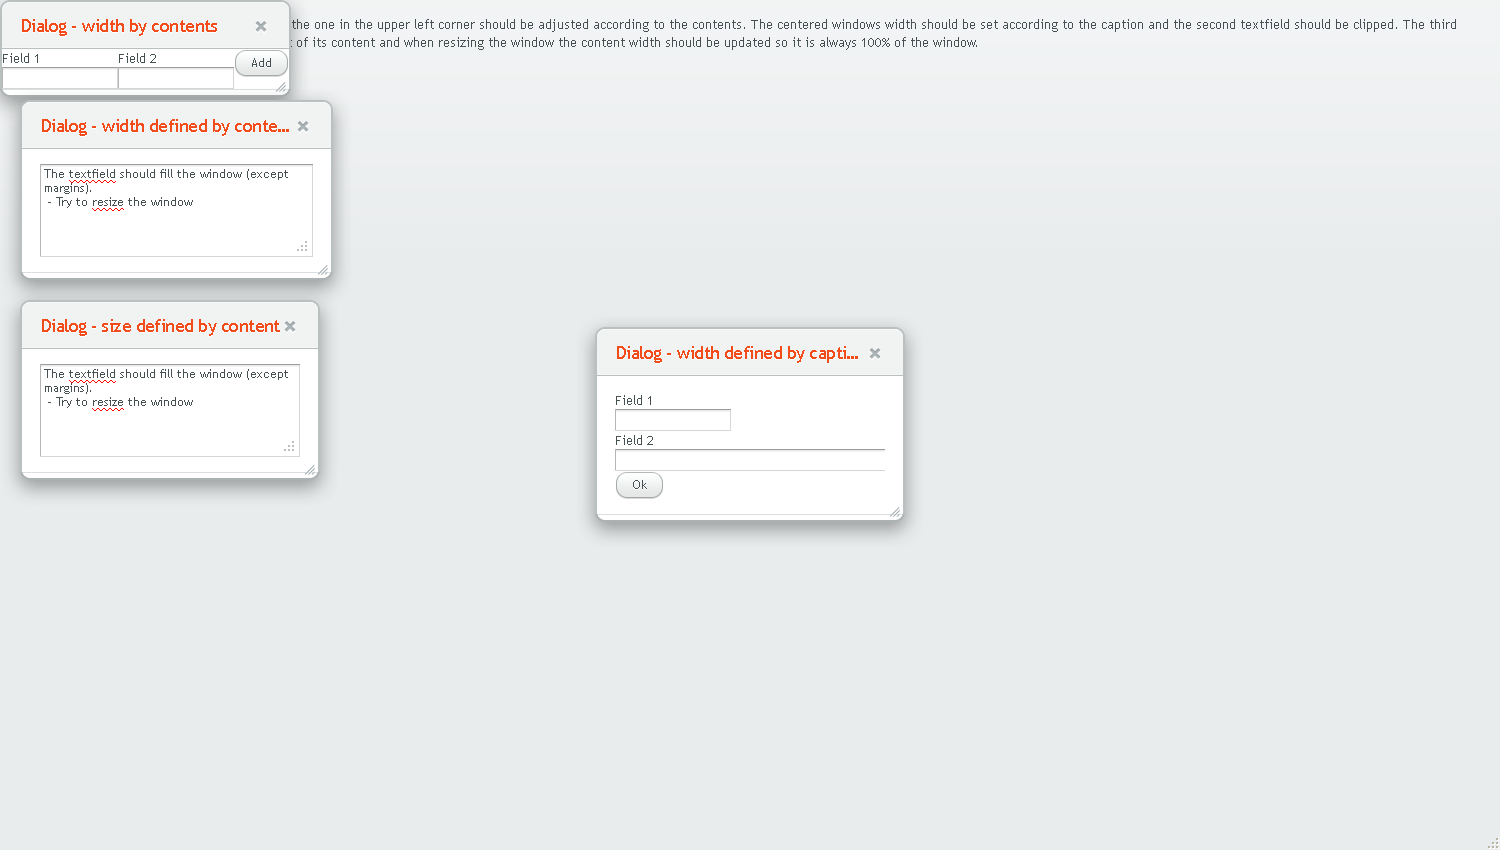 Dialog - width by contents
the one in the upper left corner should be adjusted according to the contents. The centered windows width should be set according to the caption and the second textfield should be clipped. The third
of its content and when resizing the window the content width should be updated so it is always 100% of the window.
Field 1 Field 2 Add
Dialog - width defined by conte...
The textfield should fill the window (except
margins).
- Try to resize the window
Dialog - size defined by content
The textfield should fill the window (except
margins).
- Try to resize the window
Dialog - width defined by capti...
Field 1
Field 2
Ok